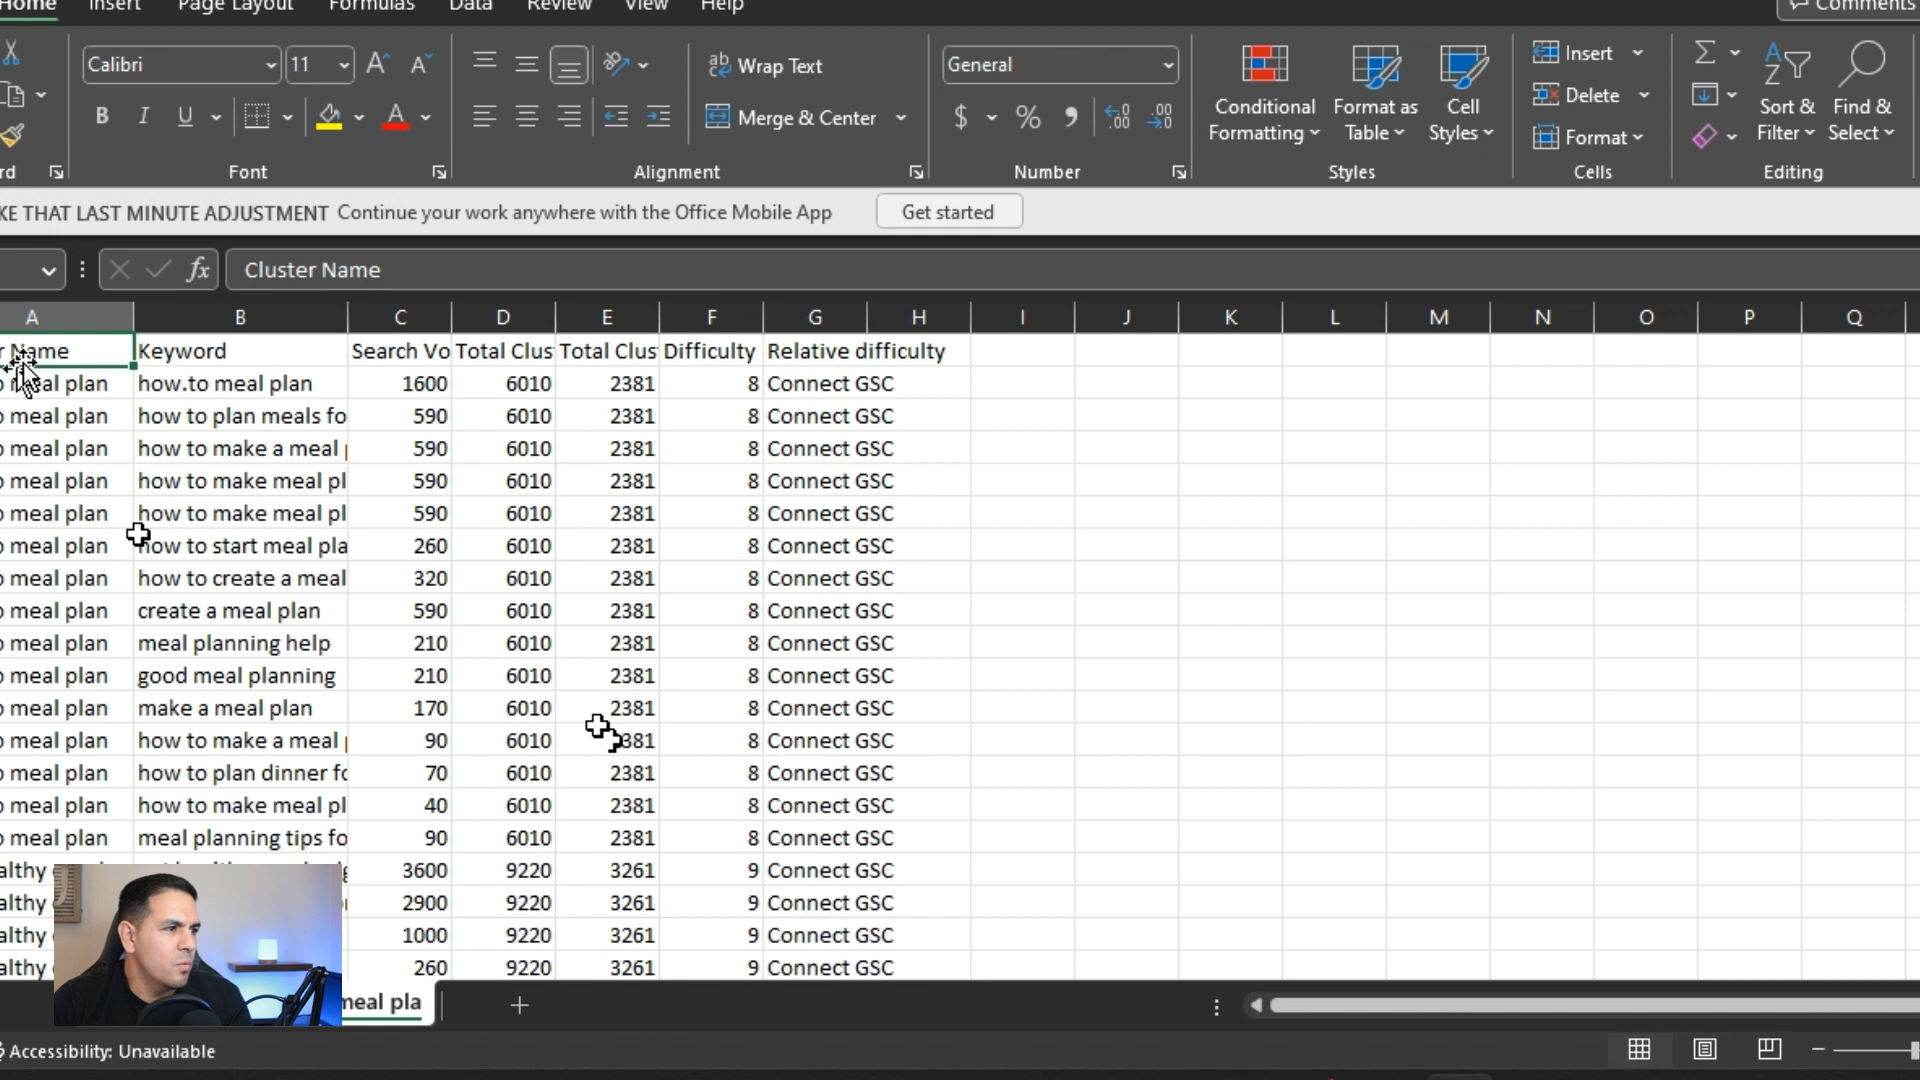 Home Insert Page Layout Formulas Data Review View Help Comments
Calibri 11 Wrap Text General Insert
Conditional Formatting Format as Table Cell Styles Delete Sort & Filter Find & Select
B I U Merge & Center $ % Format
Font Alignment Number Styles Cells Editing
THAT LAST MINUTE ADJUSTMENT Continue your work anywhere with the Office Mobile App Get started
fx Cluster Name
A B C D E F G H I J K L M N O P Q
Name Keyword Search Vo Total Clus Total Clus Difficulty Relative difficulty
meal plan how.to meal plan 1600 6010 2381 8 Connect GSC
meal plan how to plan meals fo 590 6010 2381 8 Connect GSC
meal plan how to make a meal 590 6010 2381 8 Connect GSC
meal plan how to make meal pl 590 6010 2381 8 Connect GSC
meal plan how to make meal pl 590 6010 2381 8 Connect GSC
meal plan how to start meal pla 260 6010 2381 8 Connect GSC
meal plan how to create a meal 320 6010 2381 8 Connect GSC
meal plan create a meal plan 590 6010 2381 8 Connect GSC
meal plan meal planning help 210 6010 2381 8 Connect GSC
meal plan good meal planning 210 6010 2381 8 Connect GSC
meal plan make a meal plan 170 6010 2381 8 Connect GSC
meal plan how to make a meal 90 6010 381 8 Connect GSC
meal plan how to plan dinner fo 70 6010 2381 8 Connect GSC
meal plan how to make meal pl 40 6010 2381 8 Connect GSC
meal plan meal planning tips fo 90 6010 2381 8 Connect GSC
althy 3600 9220 3261 9 Connect GSC
althy 2900 9220 3261 9 Connect GSC
althy 1000 9220 3261 9 Connect GSC
althy 260 9220 3261 9 Connect GSC
meal pla
Accessibility: Unavailable